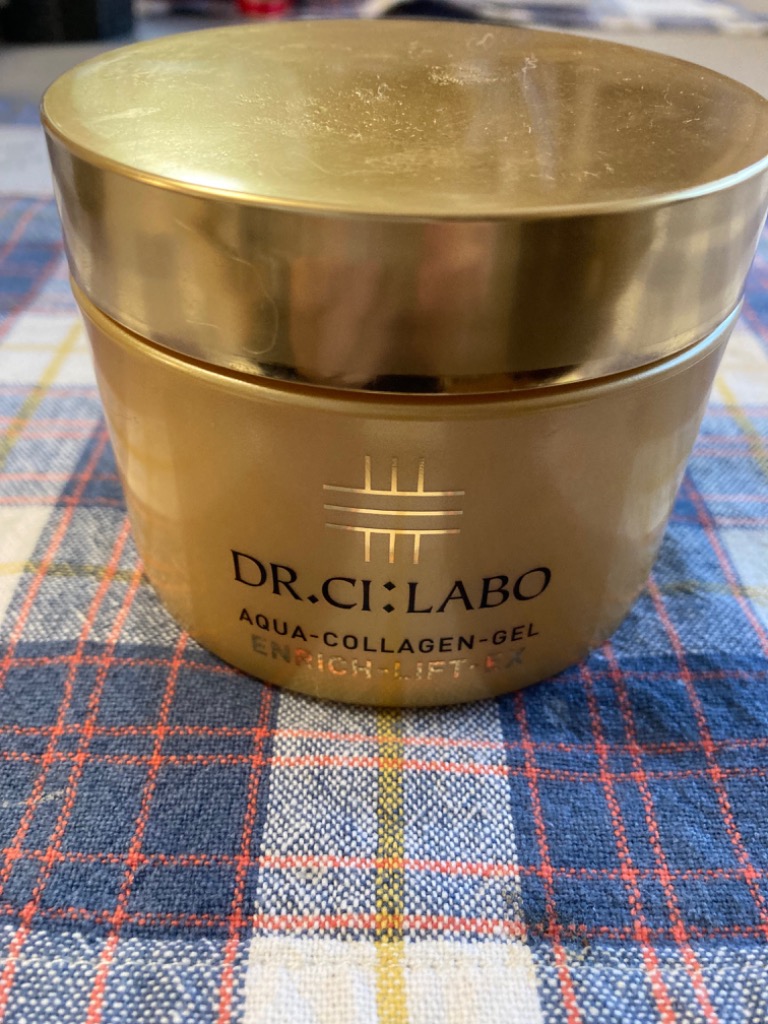 DR.CI:LABO
AQUA-COLLAGEN-GEL
ENRICH-LIFT-EX